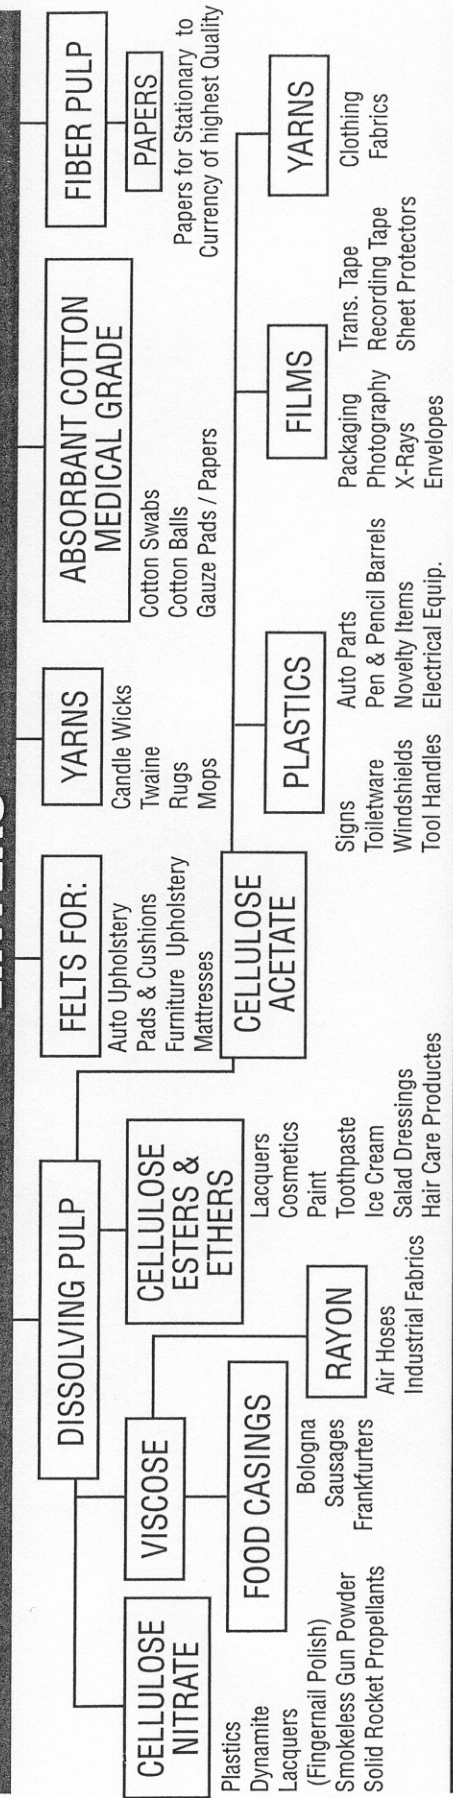 DISSOLVING PULP
CELLULOSE
NITRATE
Plastics
Dynamite
Lacquers
(Fingernail Polish)
Smokeless Gun Powder
Solid Rocket Propellants
VISCOSE
FOOD CASINGS
Bologna
Sausages
Frankfurters
RAYON
Air Hoses
Industrial Fabrics
CELLULOSE
ESTERS &
ETHERS
Lacquers
Cosmetics
Paint
Toothpaste
Ice Cream
Salad Dressings
Hair Care Productes
CELLULOSE
ACETATE
PLASTICS
Signs
Toiletware
Windshields
Tool Handles
Auto Parts
Pen & Pencil Barrels
Novelty Items
Electrical Equip.
FILMS
Packaging
Photography
X-Rays
Envelopes
Trans. Tape
Recording Tape
Sheet Protectors
YARNS
Clothing
Fabrics
FELTS FOR:
Auto Upholstery
Pads & Cushions
Furniture Upholstery
Mattresses
YARNS
Candle Wicks
Twaine
Rugs
Mops
ABSORBANT COTTON
MEDICAL GRADE
Cotton Swabs
Cotton Balls
Gauze Pads / Papers
FIBER PULP
PAPERS
Papers for Stationary to
Currency of highest Quality